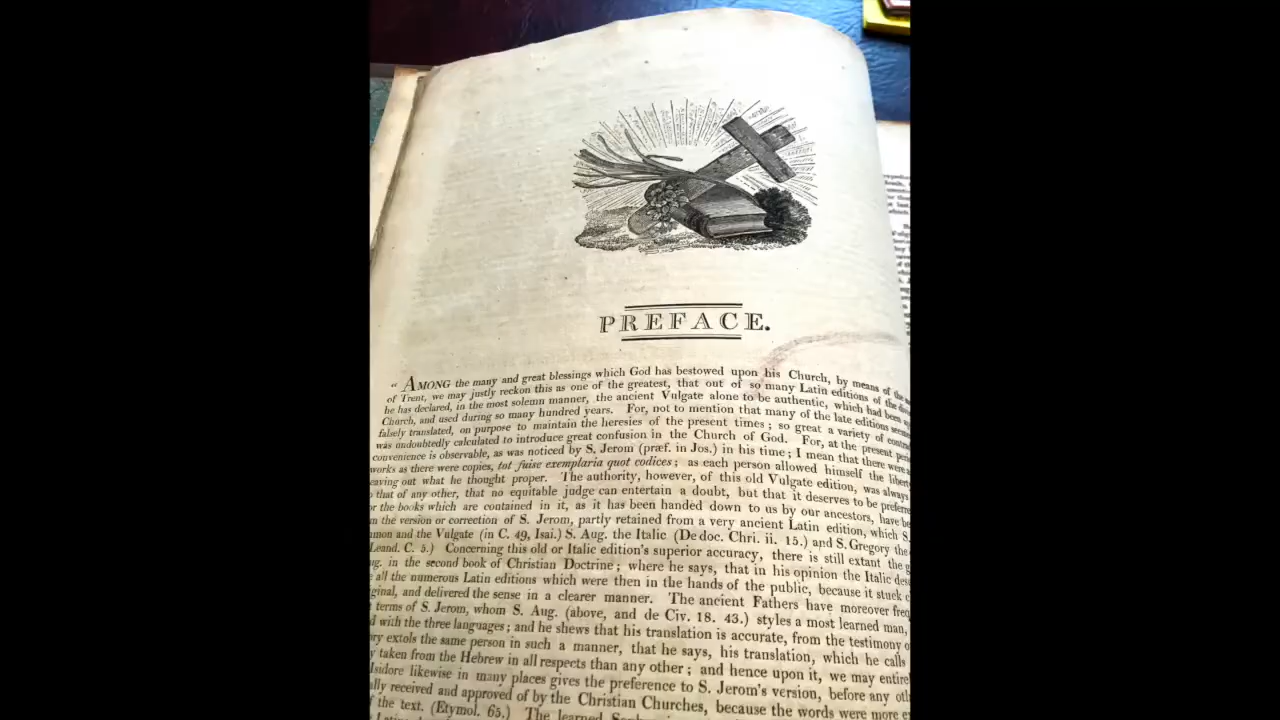 PREFACE.
" AMONG the many and great blessings which God has bestowed upon his Church, by means of the
of Trent, we may justly reckon this as one of the greatest, that out of so many Latin editions of the
he has declared, in the most solemn manner, the ancient Vulgate alone to be authentic, which had been
Church, and used during so many hundred years. For, not to mention that many of the late editions
falsely translated, on purpose to maintain the heresies of the present times ; so great a variety of
was undoubtedly calculated to introduce great confusion in the Church of God. For, at the present
convenience is observable, as was noticed by S. Jerom (præf. in Jos.) in his time ; I mean that there were
works as there were copies, tot fuise exemplaria quot codices ; as each person allowed himself the
eaving out what he thought proper. The authority, however, of this old Vulgate edition, was always
that of any other, that no equitable judge can entertain a doubt, but that it deserves to be
r the books which are contained in it, as it has been handed down to us by our ancestors, have be
n the version or correction of S. Jerom, partly retained from a very ancient Latin edition, which S.
mon and the Vulgate (in C. 49, Isai.) S. Aug. the Italic (De doc. Chri. ii. 15.) and S. Gregory the
Leand. C. 5.) Concerning this old or Italic edition's superior accuracy, there is still extant the
ug. in the second book of Christian Doctrine ; where he says, that in his opinion the Italic
all the numerous Latin editions which were then in the hands of the public, because it stuck
ginal, and delivered the sense in a clearer manner. The ancient Fathers have moreover
terms of S. Jerom, whom S. Aug. (above, and de Civ. 18. 43.) styles a most learned man,
d with the three languages ; and he shews that his translation is accurate, from the testimony
ry extols the same person in such a manner, that he says, his translation, which he calls
y taken from the Hebrew in all respects than any other ; and hence upon it, we may
Isidore likewise in many places gives the preference to S. Jerom's version, before any
lly received and approved of by the Christian Churches, because the words were more
f the text. (Etymol. 65.) The learned